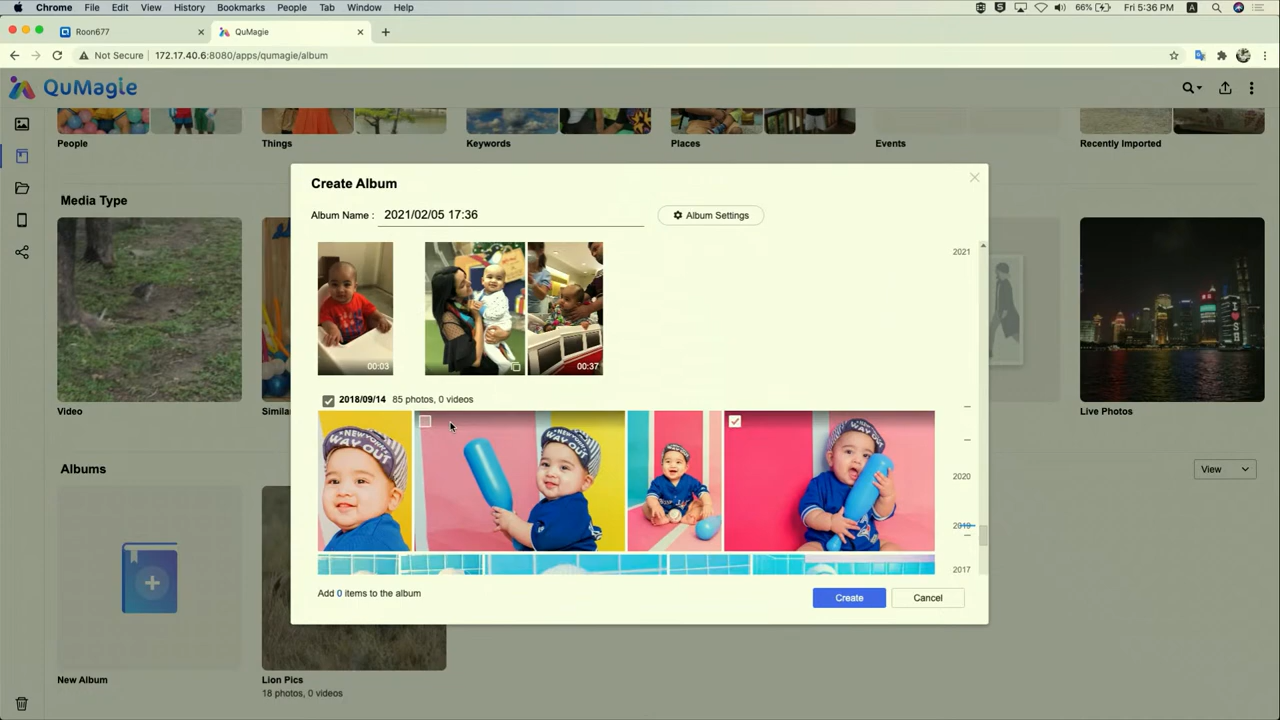 Chrome File Edit View History Bookmarks People Tab Window Help 66% Fri 5:36 PM A
Roon677 QuMagie
Not Secure 172.17.40.6:8080/apps/qumagie/album
QuMagie
People Things Keywords Places Events Recently Imported
Create Album
Media Type
Album Name : 2021/02/05 17:36 Album Settings
2021
00:03 00:37
2018/09/14 85 photos, 0 videos
Video Live Photos
NEW YORK
WAY OUT
Albums View
2020
2019
2017
Add 0 items to the album Create Cancel
New Album Lion Pics
18 photos, 0 videos